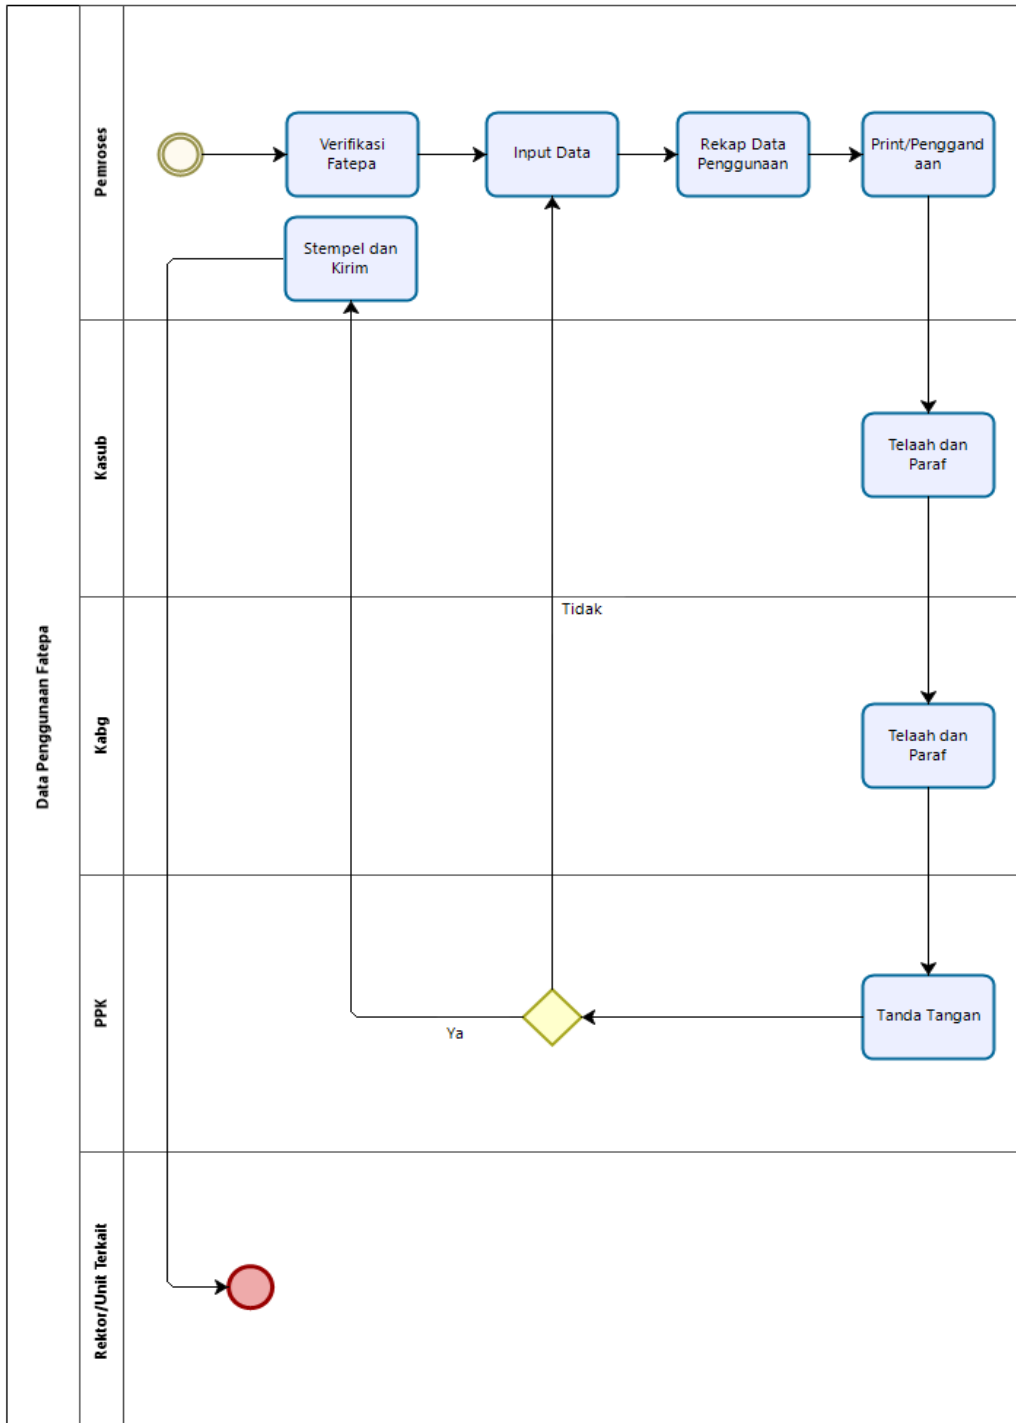 Data Penggunaan Fatepa
Pemroses
Verifikasi
Fatepa
Input Data
Rekap Data
Penggunaan
Print/Penggand
aan
Stempel dan
Kirim
Kasub
Telaah dan
Paraf
Tidak
Kabg
Telaah dan
Paraf
PPK
Tanda Tangan
Ya
Rektor/Unit Terkait